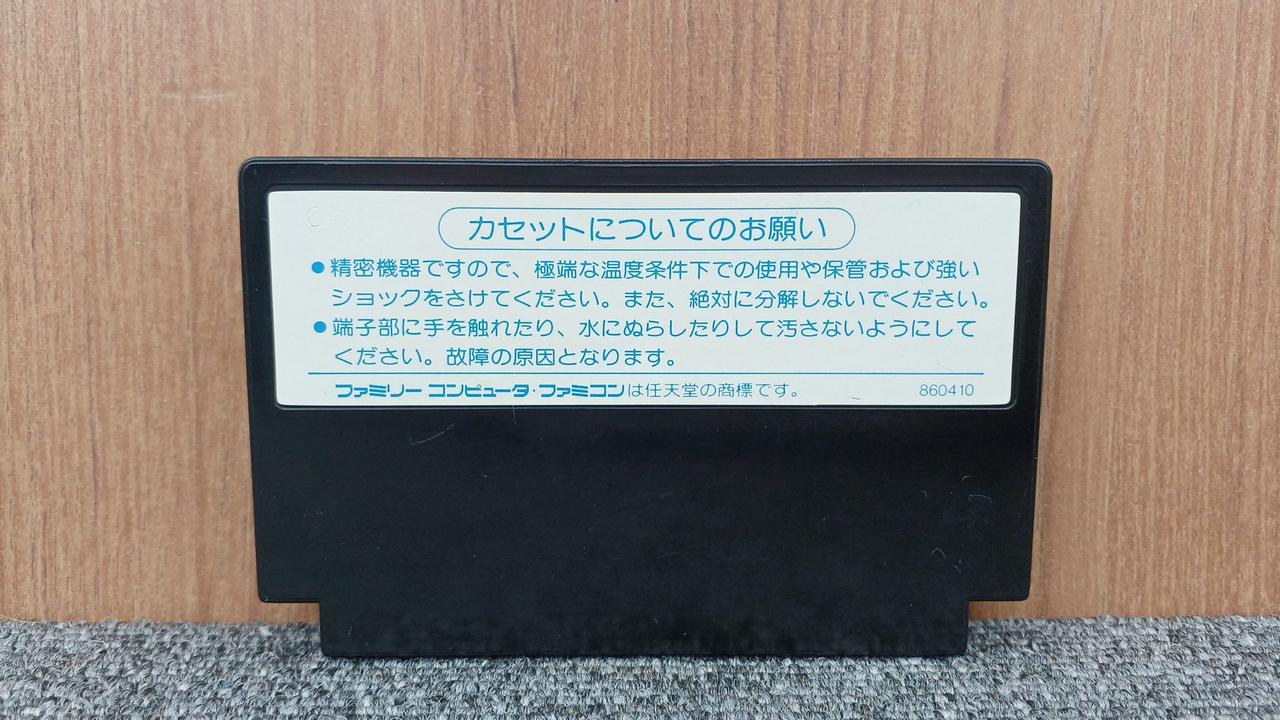 カセットについてのお願い
●精密機器ですので、極端な温度条件下での使用や保管および強い
ショックをさけてください。また、絶対に分解しないでください。
●端子部に手を触れたり、水にぬらしたりして汚さないようにして
ください。故障の原因となります。
ファミリー コンピュータ・ファミコンは任天堂の商標です。 860410